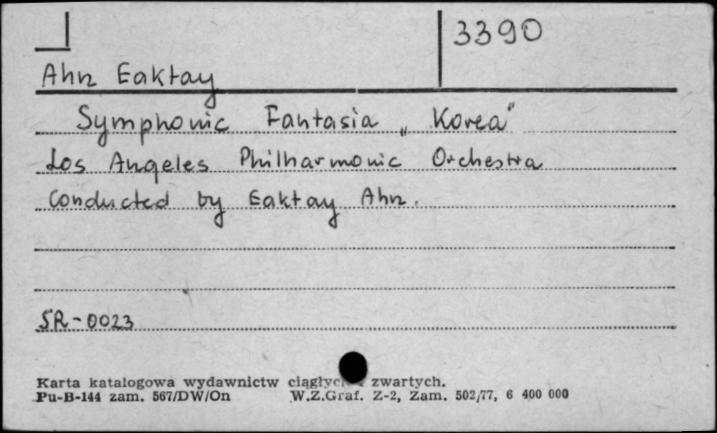 3390
Ahn Eaktay
Symphonic Fantasia „Korea"
Los Angeles Philharmonic Orchestra
conducted by Eaktay Ahn.
SR-0023
Karta katalogowa wydawnictw ciągłych i zwartych.
Pu-B-144 zam. 567/DW/On W.Z.Graf. Z-2, Zam. 502/77, 6 400 000